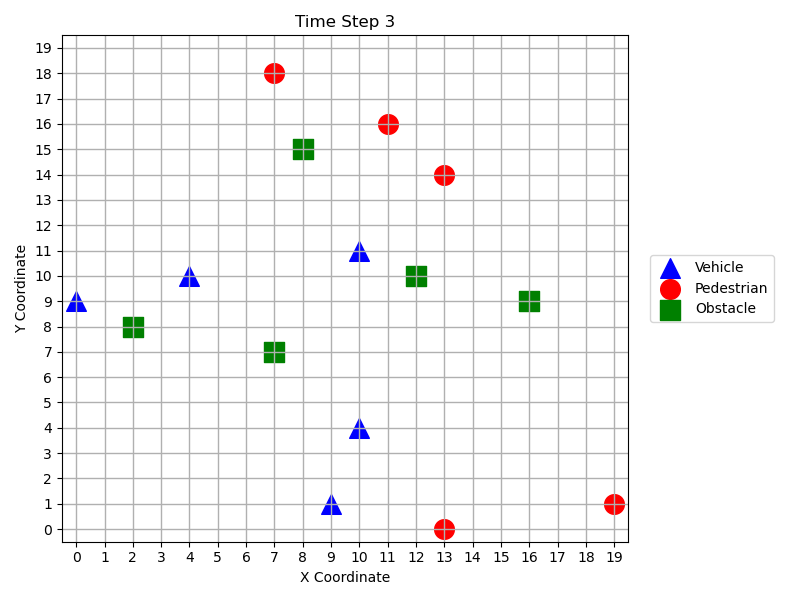 Time Step 3
19
18
17
16
15
14
13
12
11
10
9
8
7
6
5
4
3
2
1
0
Y Coordinate
0 1 2 3 4 5 6 7 8 9 10 11 12 13 14 15 16 17 18 19
X Coordinate
Vehicle
Pedestrian
Obstacle